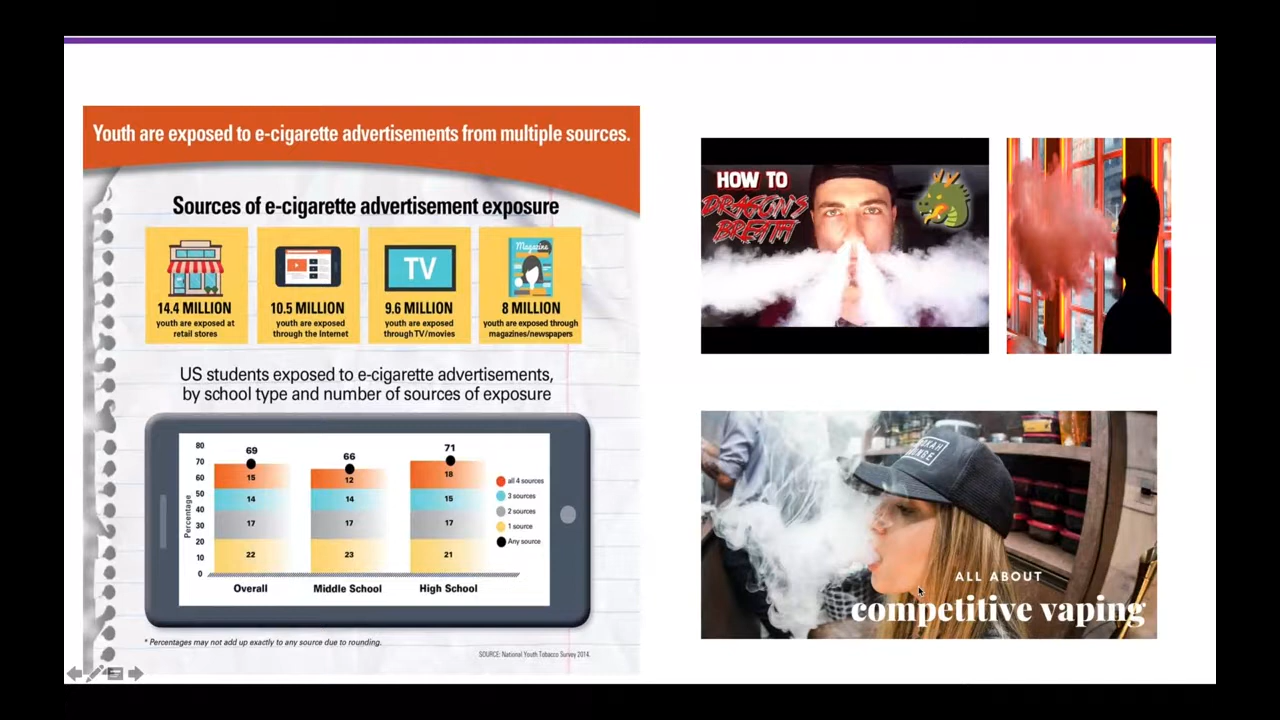 Youth are exposed to e-cigarette advertisements from multiple sources.
Sources of e-cigarette advertisement exposure
14.4 MILLION
youth are exposed at
retail stores
10.5 MILLION
youth are exposed
through the Internet
TV
9.6 MILLION
youth are exposed
through TV/movies
Magazine
8 MILLION
youth are exposed through
magazines/newspapers
US students exposed to e-cigarette advertisements,
by school type and number of sources of exposure
Percentage
80
70
60
50
40
30
20
10
0
69
15
14
17
22
Overall
66
12
14
17
23
Middle School
71
18
15
17
21
High School
all 4 sources
3 sources
2 sources
1 source
Any source
* Percentages may not add up exactly to any source due to rounding.
SOURCE: National Youth Tobacco Survey 2014.
HOW TO
DRAGON'S
BREATH
ALL ABOUT
competitive vaping